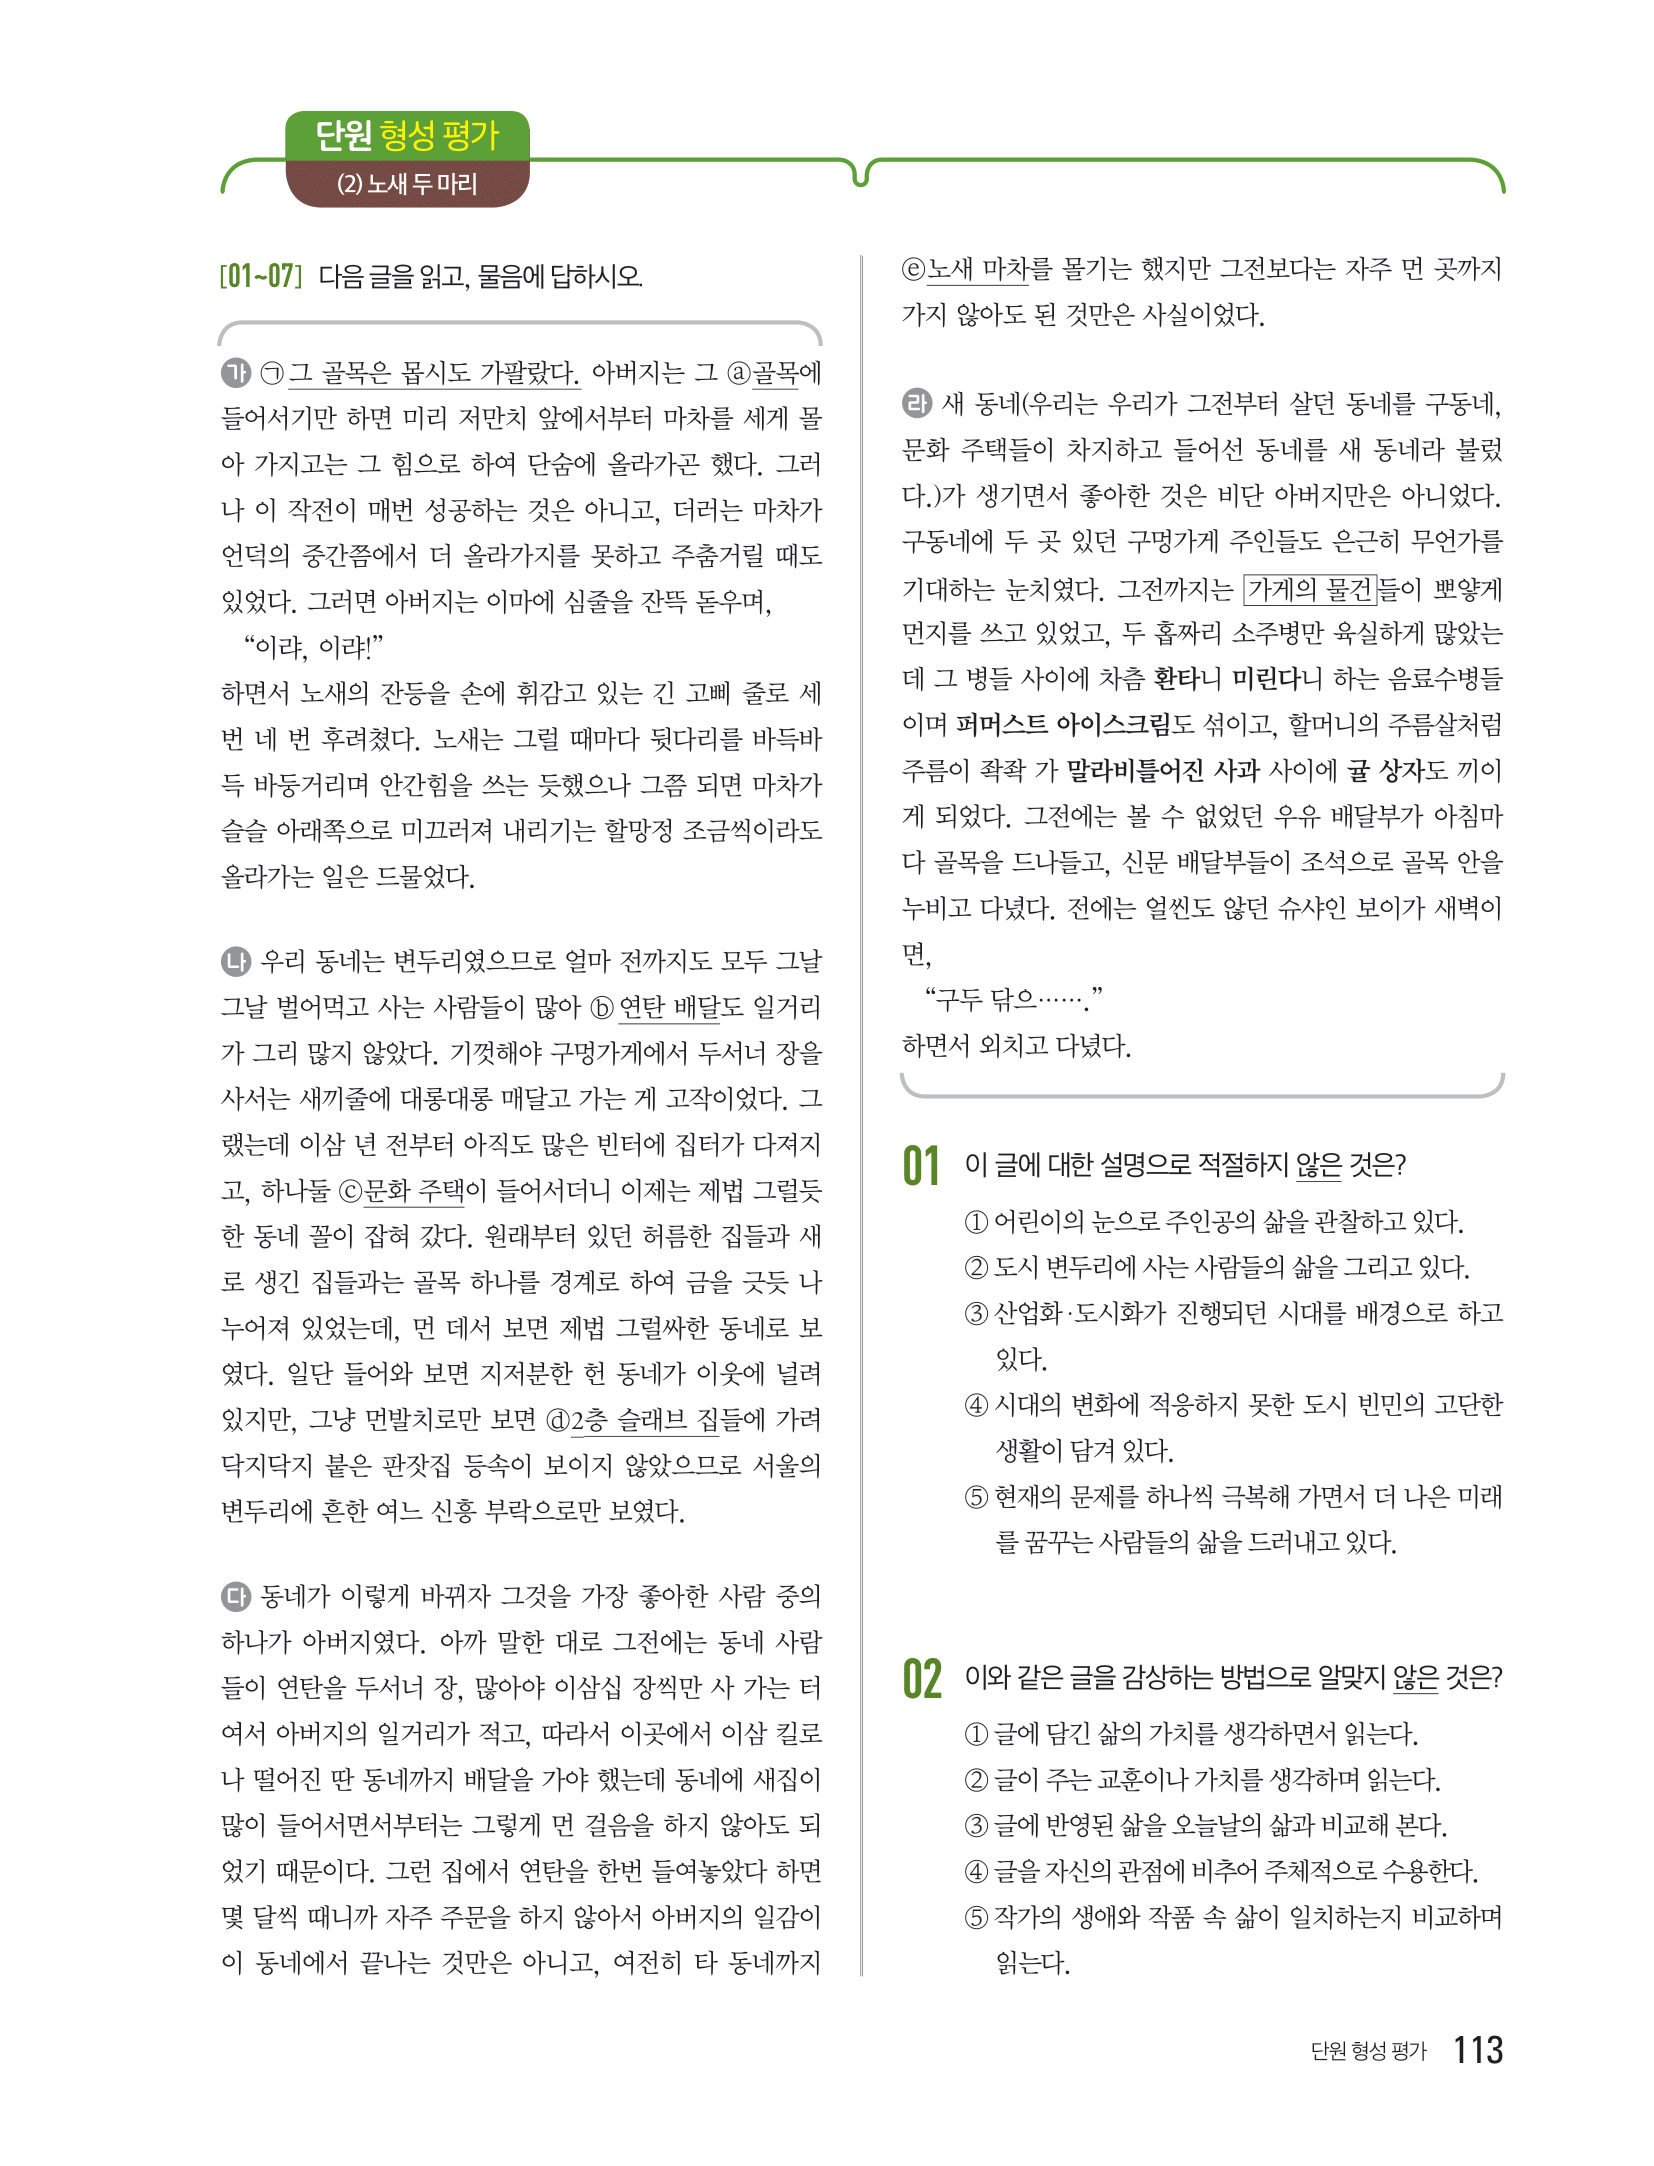 단원 형성 평가
(2) 노새 두 마리
[01~07] 다음 글을 읽고, 물음에 답하시오.
가 ㉠그 골목은 몹시도 가팔랐다. 아버지는 그 ⓐ골목에
들어서기만 하면 미리 저만치 앞에서부터 마차를 세게 몰
아 가지고는 그 힘으로 하여 단숨에 올라가곤 했다. 그러
나 이 작전이 매번 성공하는 것은 아니고, 더러는 마차가
언덕의 중간쯤에서 더 올라가지를 못하고 주춤거릴 때도
있었다. 그러면 아버지는 이마에 심줄을 잔뜩 돋우며,
“이랴, 이랴!”
하면서 노새의 잔등을 손에 휘감고 있는 긴 고삐 줄로 세
번 네 번 후려쳤다. 노새는 그럴 때마다 뒷다리를 바득바
득 바둥거리며 안간힘을 쓰는 듯했으나 그쯤 되면 마차가
슬슬 아래쪽으로 미끄러져 내리기는 할망정 조금씩이라도
올라가는 일은 드물었다.
나 우리 동네는 변두리였으므로 얼마 전까지도 모두 그날
그날 벌어먹고 사는 사람들이 많아 ⓑ연탄 배달도 일거리
가 그리 많지 않았다. 기껏해야 구멍가게에서 두서너 장을
사서는 새끼줄에 대롱대롱 매달고 가는 게 고작이었다. 그
랬는데 이삼 년 전부터 아직도 많은 빈터에 집터가 다져지
고, 하나둘 ⓒ문화 주택이 들어서더니 이제는 제법 그럴듯
한 동네 꼴이 잡혀 갔다. 원래부터 있던 허름한 집들과 새
로 생긴 집들과는 골목 하나를 경계로 하여 금을 긋듯 나
누어져 있었는데, 먼 데서 보면 제법 그럴싸한 동네로 보
였다. 일단 들어와 보면 지저분한 헌 동네가 이웃에 널려
있지만, 그냥 먼발치로만 보면 ⓓ2층 슬래브 집들에 가려
닥지닥지 붙은 판잣집 등속이 보이지 않았으므로 서울의
변두리에 흔한 여느 신흥 부락으로만 보였다.
다 동네가 이렇게 바뀌자 그것을 가장 좋아한 사람 중의
하나가 아버지였다. 아까 말한 대로 그전에는 동네 사람
들이 연탄을 두서너 장, 많아야 이삼십 장씩만 사 가는 터
여서 아버지의 일거리가 적고, 따라서 이곳에서 이삼 킬로
나 떨어진 딴 동네까지 배달을 가야 했는데 동네에 새집이
많이 들어서면서부터는 그렇게 먼 걸음을 하지 않아도 되
었기 때문이다. 그런 집에서 연탄을 한번 들여놓았다 하면
몇 달씩 때니까 자주 주문을 하지 않아서 아버지의 일감이
이 동네에서 끝나는 것만은 아니고, 여전히 타 동네까지
ⓔ노새 마차를 몰기는 했지만 그전보다는 자주 먼 곳까지
가지 않아도 된 것만은 사실이었다.
라 새 동네(우리는 우리가 그전부터 살던 동네를 구동네,
문화 주택들이 차지하고 들어선 동네를 새 동네라 불렀
다.)가 생기면서 좋아한 것은 비단 아버지만은 아니었다.
구동네에 두 곳 있던 구멍가게 주인들도 은근히 무언가를
기대하는 눈치였다. 그전까지는 가게의 물건들이 뽀얗게
먼지를 쓰고 있었고, 두 홉짜리 소주병만 육실하게 많았는
데 그 병들 사이에 차츰 환타니 미린다니 하는 음료수병들
이며 퍼머스트 아이스크림도 섞이고, 할머니의 주름살처럼
주름이 좍좍 가 말라비틀어진 사과 사이에 귤 상자도 끼이
게 되었다. 그전에는 볼 수 없었던 우유 배달부가 아침마
다 골목을 드나들고, 신문 배달부들이 조석으로 골목 안을
누비고 다녔다. 전에는 얼씬도 않던 슈샤인 보이가 새벽이
면,
“구두 닦으…….”
하면서 외치고 다녔다.
01 이 글에 대한 설명으로 적절하지 않은 것은?
① 어린이의 눈으로 주인공의 삶을 관찰하고 있다.
② 도시 변두리에 사는 사람들의 삶을 그리고 있다.
③ 산업화·도시화가 진행되던 시대를 배경으로 하고
있다.
④ 시대의 변화에 적응하지 못한 도시 빈민의 고단한
생활이 담겨 있다.
⑤ 현재의 문제를 하나씩 극복해 가면서 더 나은 미래
를 꿈꾸는 사람들의 삶을 드러내고 있다.
02 이와 같은 글을 감상하는 방법으로 알맞지 않은 것은?
① 글에 담긴 삶의 가치를 생각하면서 읽는다.
② 글이 주는 교훈이나 가치를 생각하며 읽는다.
③ 글에 반영된 삶을 오늘날의 삶과 비교해 본다.
④ 글을 자신의 관점에 비추어 주체적으로 수용한다.
⑤ 작가의 생애와 작품 속 삶이 일치하는지 비교하며
읽는다.
단원 형성 평가 113